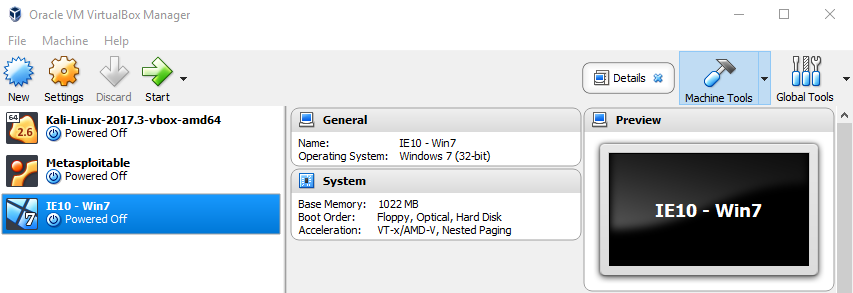 Oracle VM VirtualBox Manager
File Machine Help
New Settings Discard Start Details Machine Tools Global Tools
64
2.6
Kali-Linux-2017.3-vbox-amd64
Powered Off
Metasploitable
Powered Off
7
IE10 - Win7
Powered Off
General
Name: IE10 - Win7
Operating System: Windows 7 (32-bit)
System
Base Memory: 1022 MB
Boot Order: Floppy, Optical, Hard Disk
Acceleration: VT-x/AMD-V, Nested Paging
Preview
IE10 - Win7